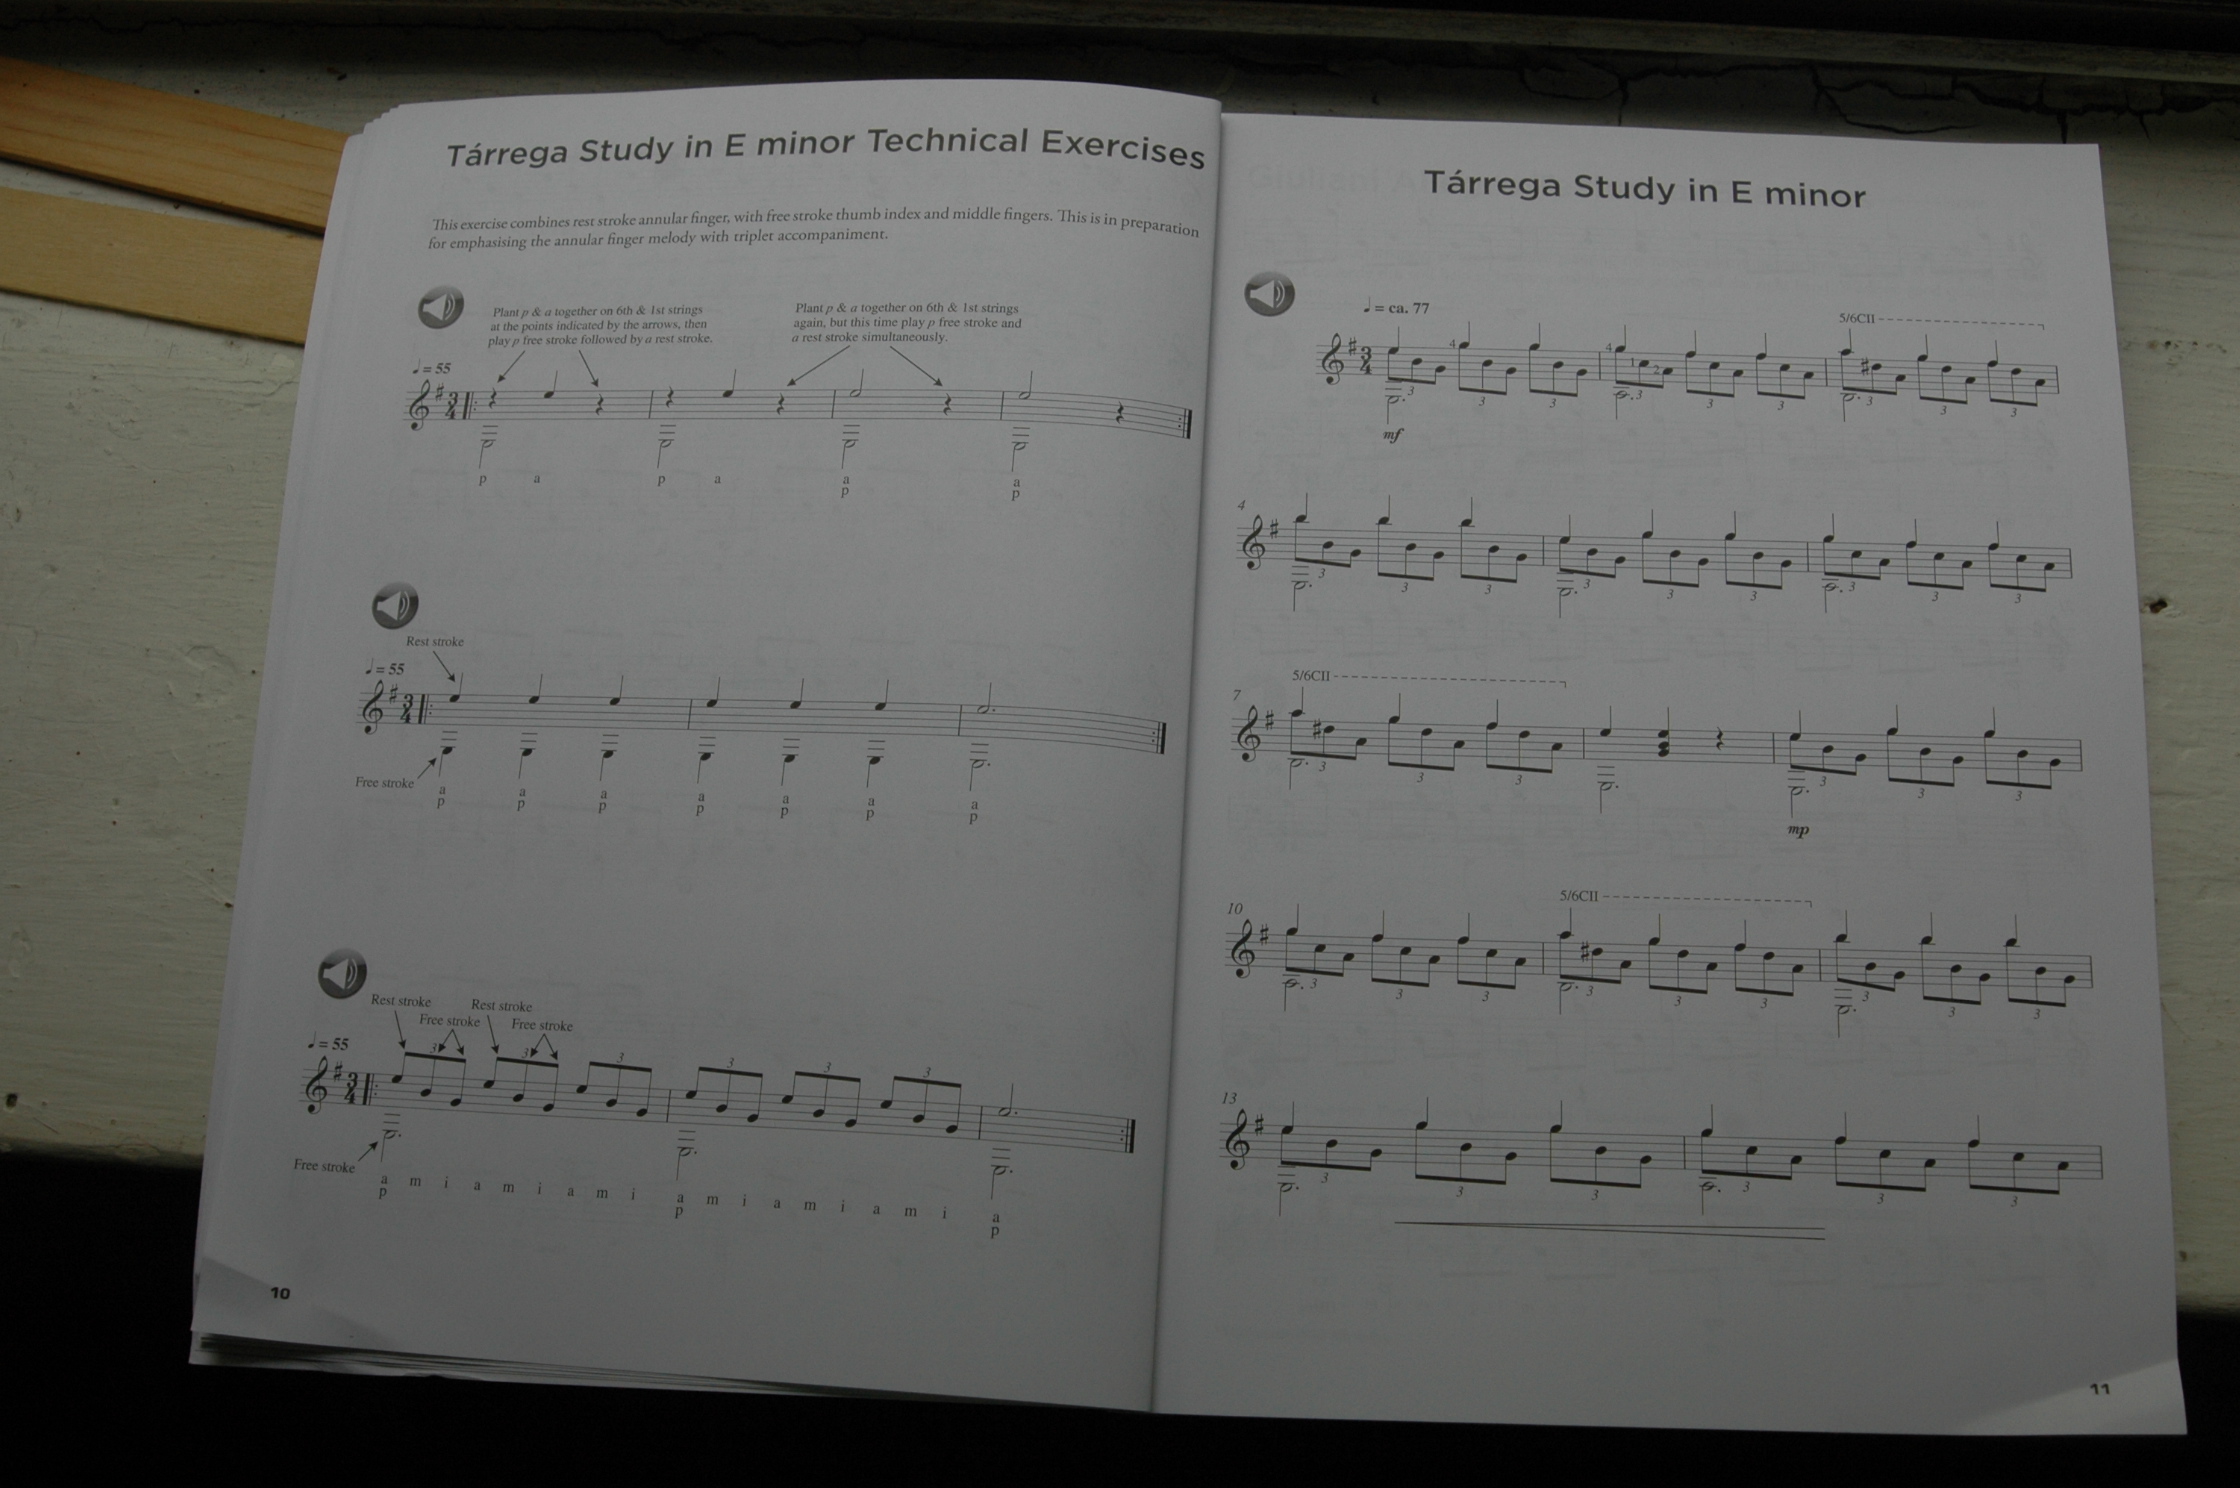 Tárrega Study in E minor Technical Exercises
This exercise combines rest stroke annular finger, with free stroke thumb index and middle fingers. This is in preparation
for emphasising the annular finger melody with triplet accompaniment.
Plant p & a together on 6th & 1st strings
at the points indicated by the arrows, then
play p free stroke followed by a rest stroke.
Plant p & a together on 6th & 1st strings
again, but this time play p free stroke and
a rest stroke simultaneously.
♩ = 55
3
4
p a p a a a
p p
Rest stroke
♩ = 55
3
4
Free stroke
a a a a a a a
p p p p p p p
Rest stroke Rest stroke
Free stroke Free stroke
♩ = 55
3 3 3 3 3 3
3
4
Free stroke
a m i a m i a m i a m i a m i a m i a
p p p
10
Tárrega Study in E minor
♩ = ca. 77
5/6CII
4 4 1 2
3
4
3 3 3 3 3 3 3 3 3
mf
4
3 3 3 3 3 3 3 3 3
5/6CII
7
3 3 3 3 3 3
mp
5/6CII
10
3 3 3 3 3 3 3 3 3
13
3 3 3 3 3 3
11